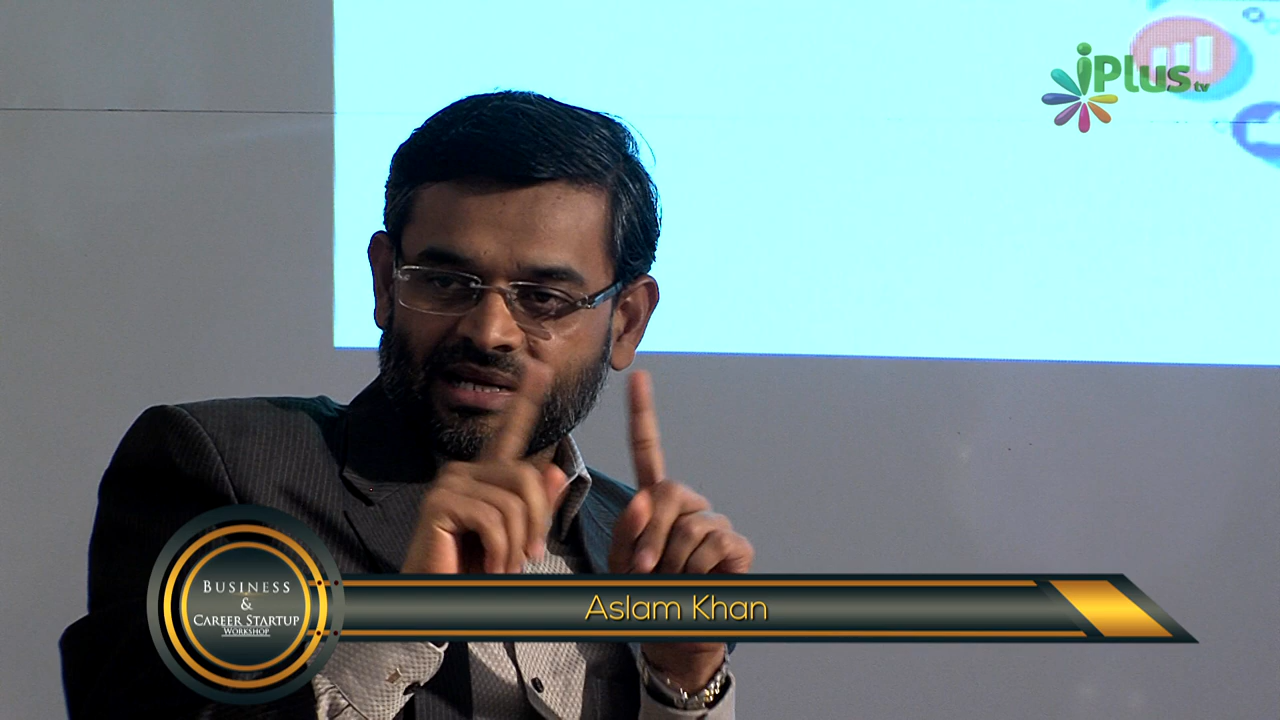 iPlus tv
BUSINESS
&
CAREER STARTUP
WORKSHOP
Aslam Khan